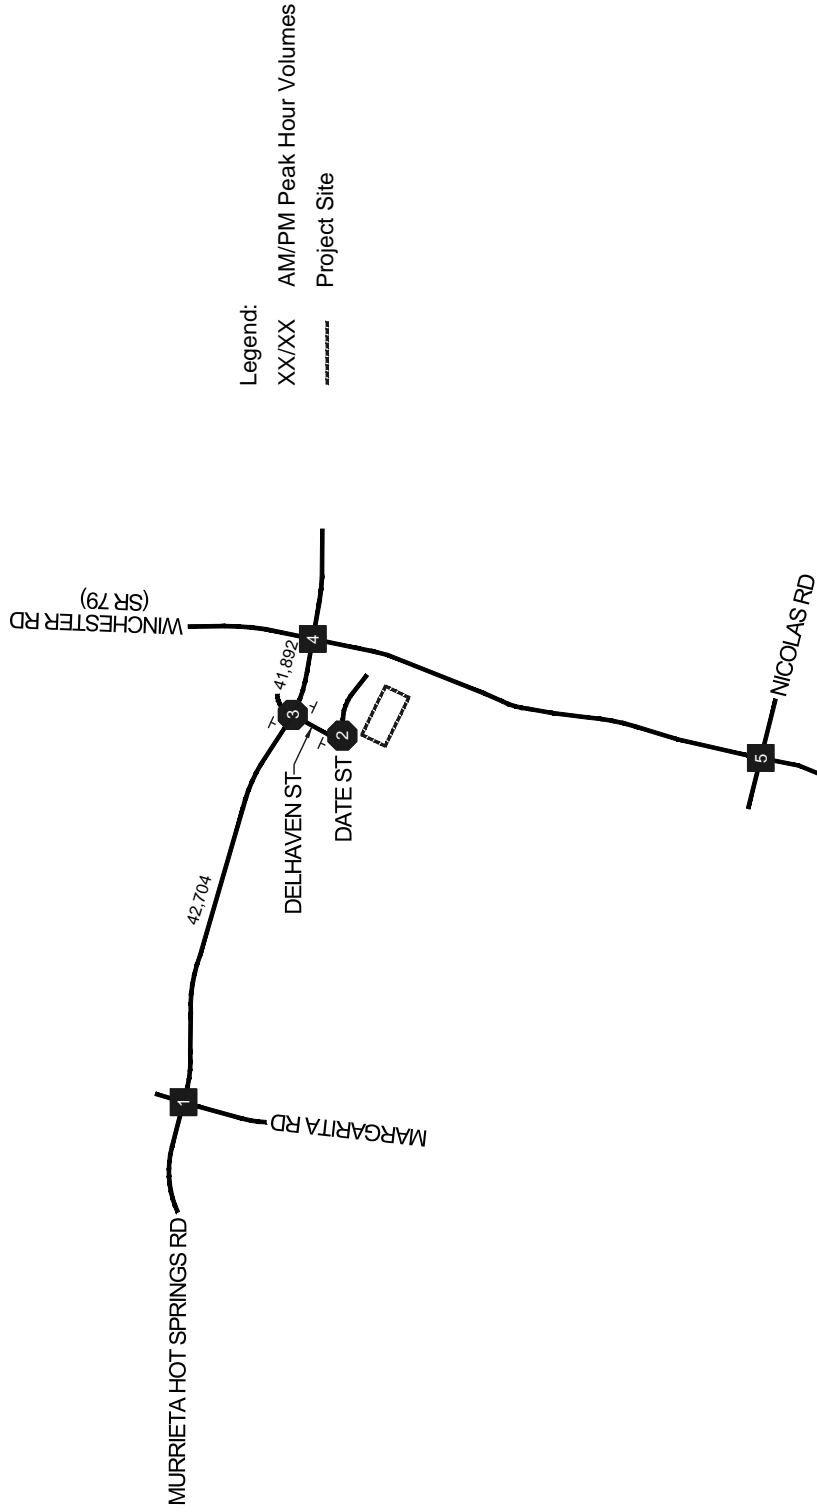 Legend:
XX/XX AM/PM Peak Hour Volumes
Project Site
WINCHESTER RD
(SR 79)
41,892
4
3
2
DELHAVEN ST
DATE ST
42,704
NICOLAS RD
5
1
MARGARITA RD
MURRIETA HOT SPRINGS RD